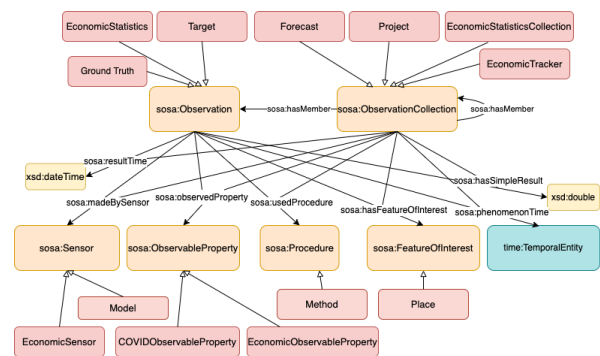 EconomicStatistics
Target
Forecast
Project
EconomicStatisticsCollection
Ground Truth
EconomicTracker
sosa:Observation
sosa:hasMember
sosa:ObservationCollection
sosa:hasMember
sosa:resultTime
xsd:dateTime
sosa:hasSimpleResult
xsd:double
sosa:madeBySensor
sosa:observedProperty
sosa:usedProcedure
sosa:hasFeatureOfInterest
sosa:phenomenonTime
sosa:Sensor
sosa:ObservableProperty
sosa:Procedure
sosa:FeatureOfInterest
time:TemporalEntity
Model
Method
Place
EconomicSensor
COVIDObservableProperty
EconomicObservableProperty